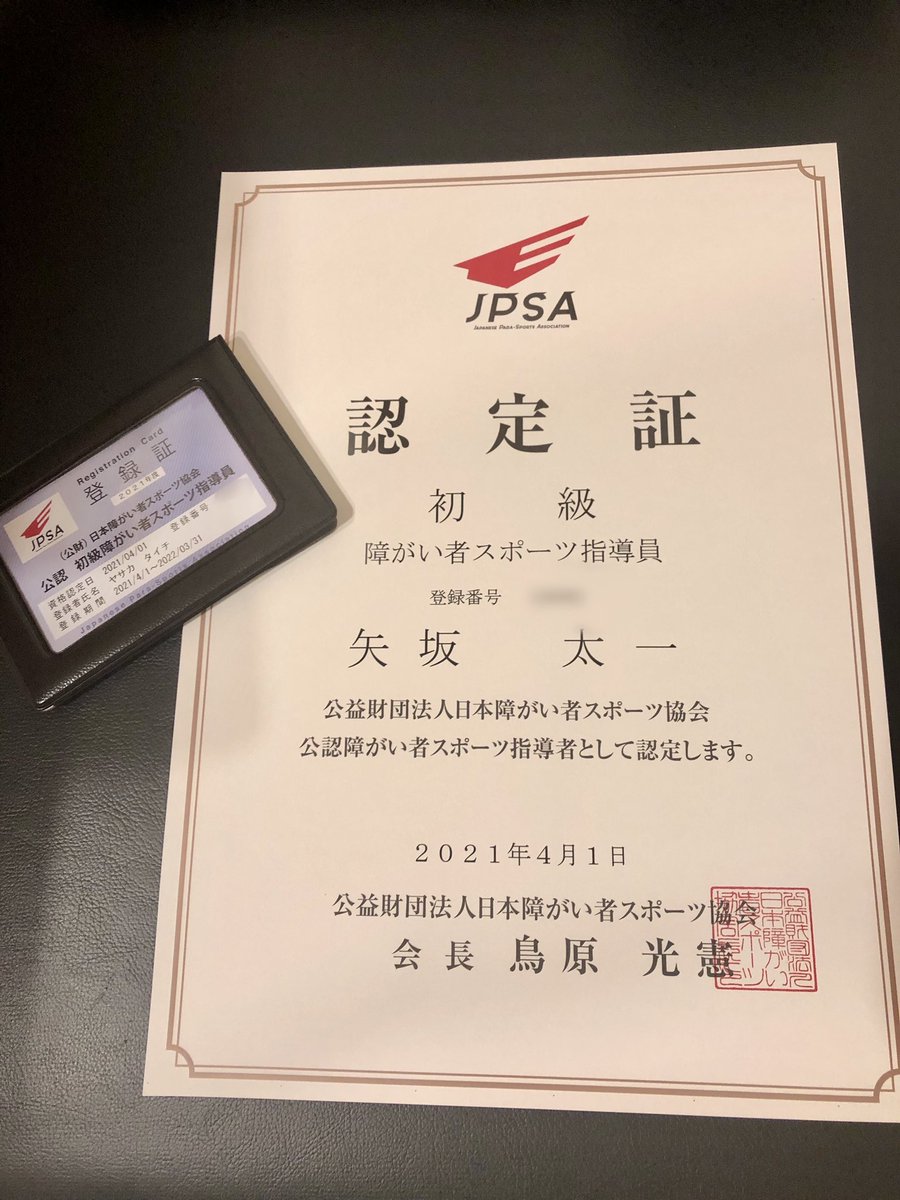 JPSA
JAPANESE PARA-SPORTS ASSOCIATION
認定証
初 級
障がい者スポーツ指導員
登録番号
矢坂 太一
公益財団法人日本障がい者スポーツ協会
公認障がい者スポーツ指導者として認定します。
2021年4月1日
公益財団法人日本障がい者スポーツ協会
会長 鳥原 光憲
Registration Card
登録証
2021年度
JPSA
(公財) 日本障がい者スポーツ協会
公認 初級障がい者スポーツ指導員
資格認定日 2021/04/01 登録番号
登録者氏名 ヤサカ タイチ
登録期間 2021/4/1~2022/03/31
Japanese Para Sports Association